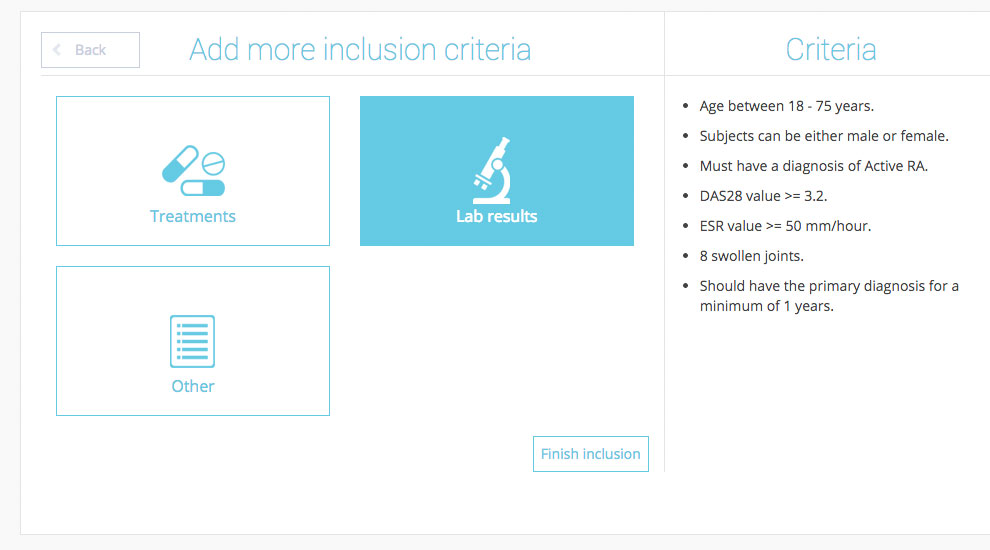 Back
Add more inclusion criteria
Treatments
Lab results
Other
Finish inclusion
Criteria
Age between 18 - 75 years.
Subjects can be either male or female.
Must have a diagnosis of Active RA.
DAS28 value >= 3.2.
ESR value >= 50 mm/hour.
8 swollen joints.
Should have the primary diagnosis for a
minimum of 1 years.